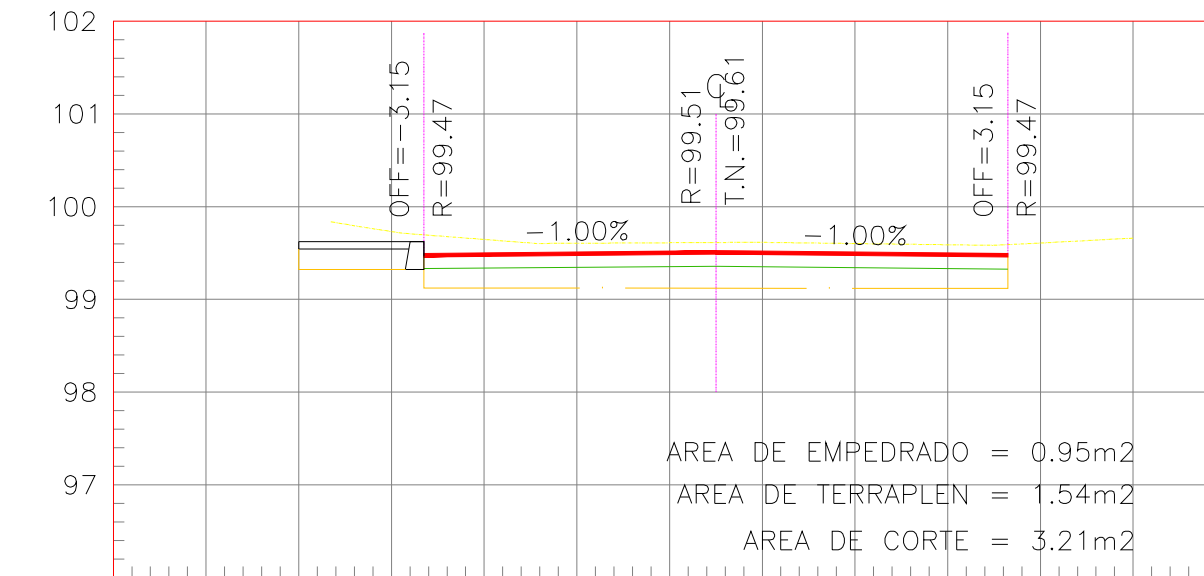 102
101
100
99
98
97
OFF=-3.15
R=99.47
R=99.51
T.N.=99.61
OFF=3.15
R=99.47
-1.00%
-1.00%
AREA DE EMPEDRADO = 0.95m2
AREA DE TERRAPLEN = 1.54m2
AREA DE CORTE = 3.21m2